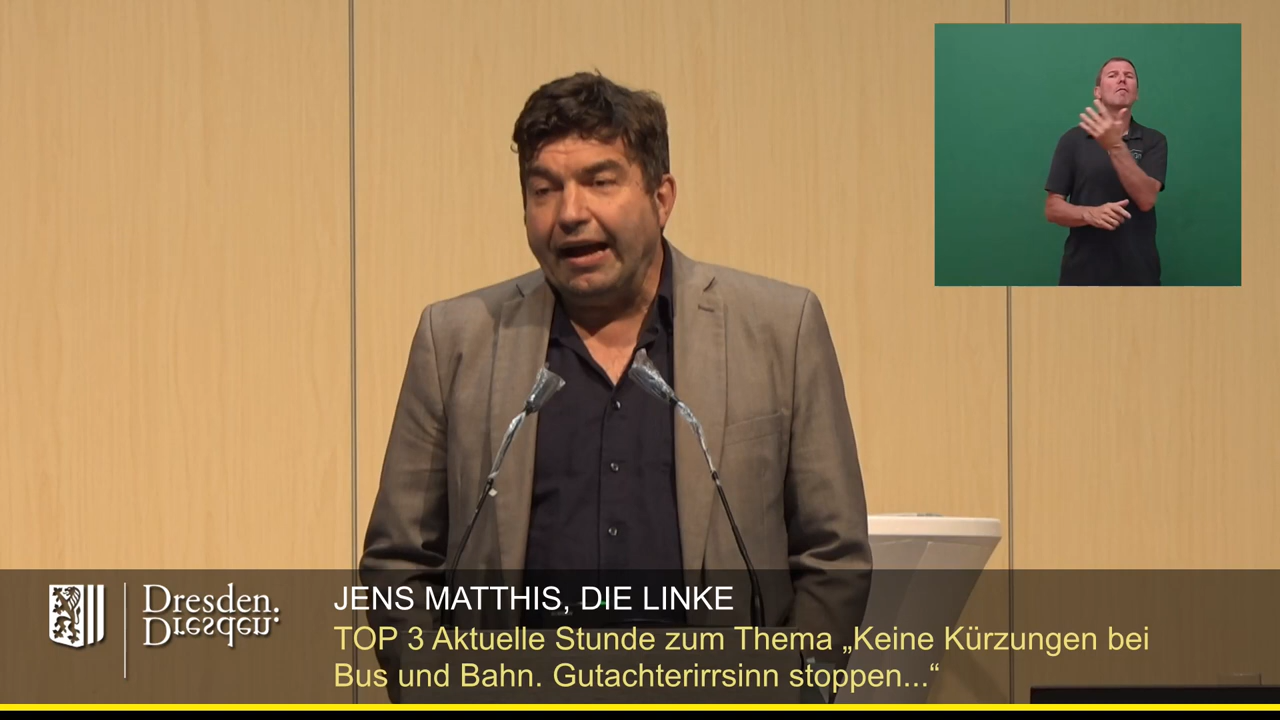 Dresden.
Dresden.
JENS MATTHIS, DIE LINKE
TOP 3 Aktuelle Stunde zum Thema „Keine Kürzungen bei
Bus und Bahn. Gutachterirrsinn stoppen...“